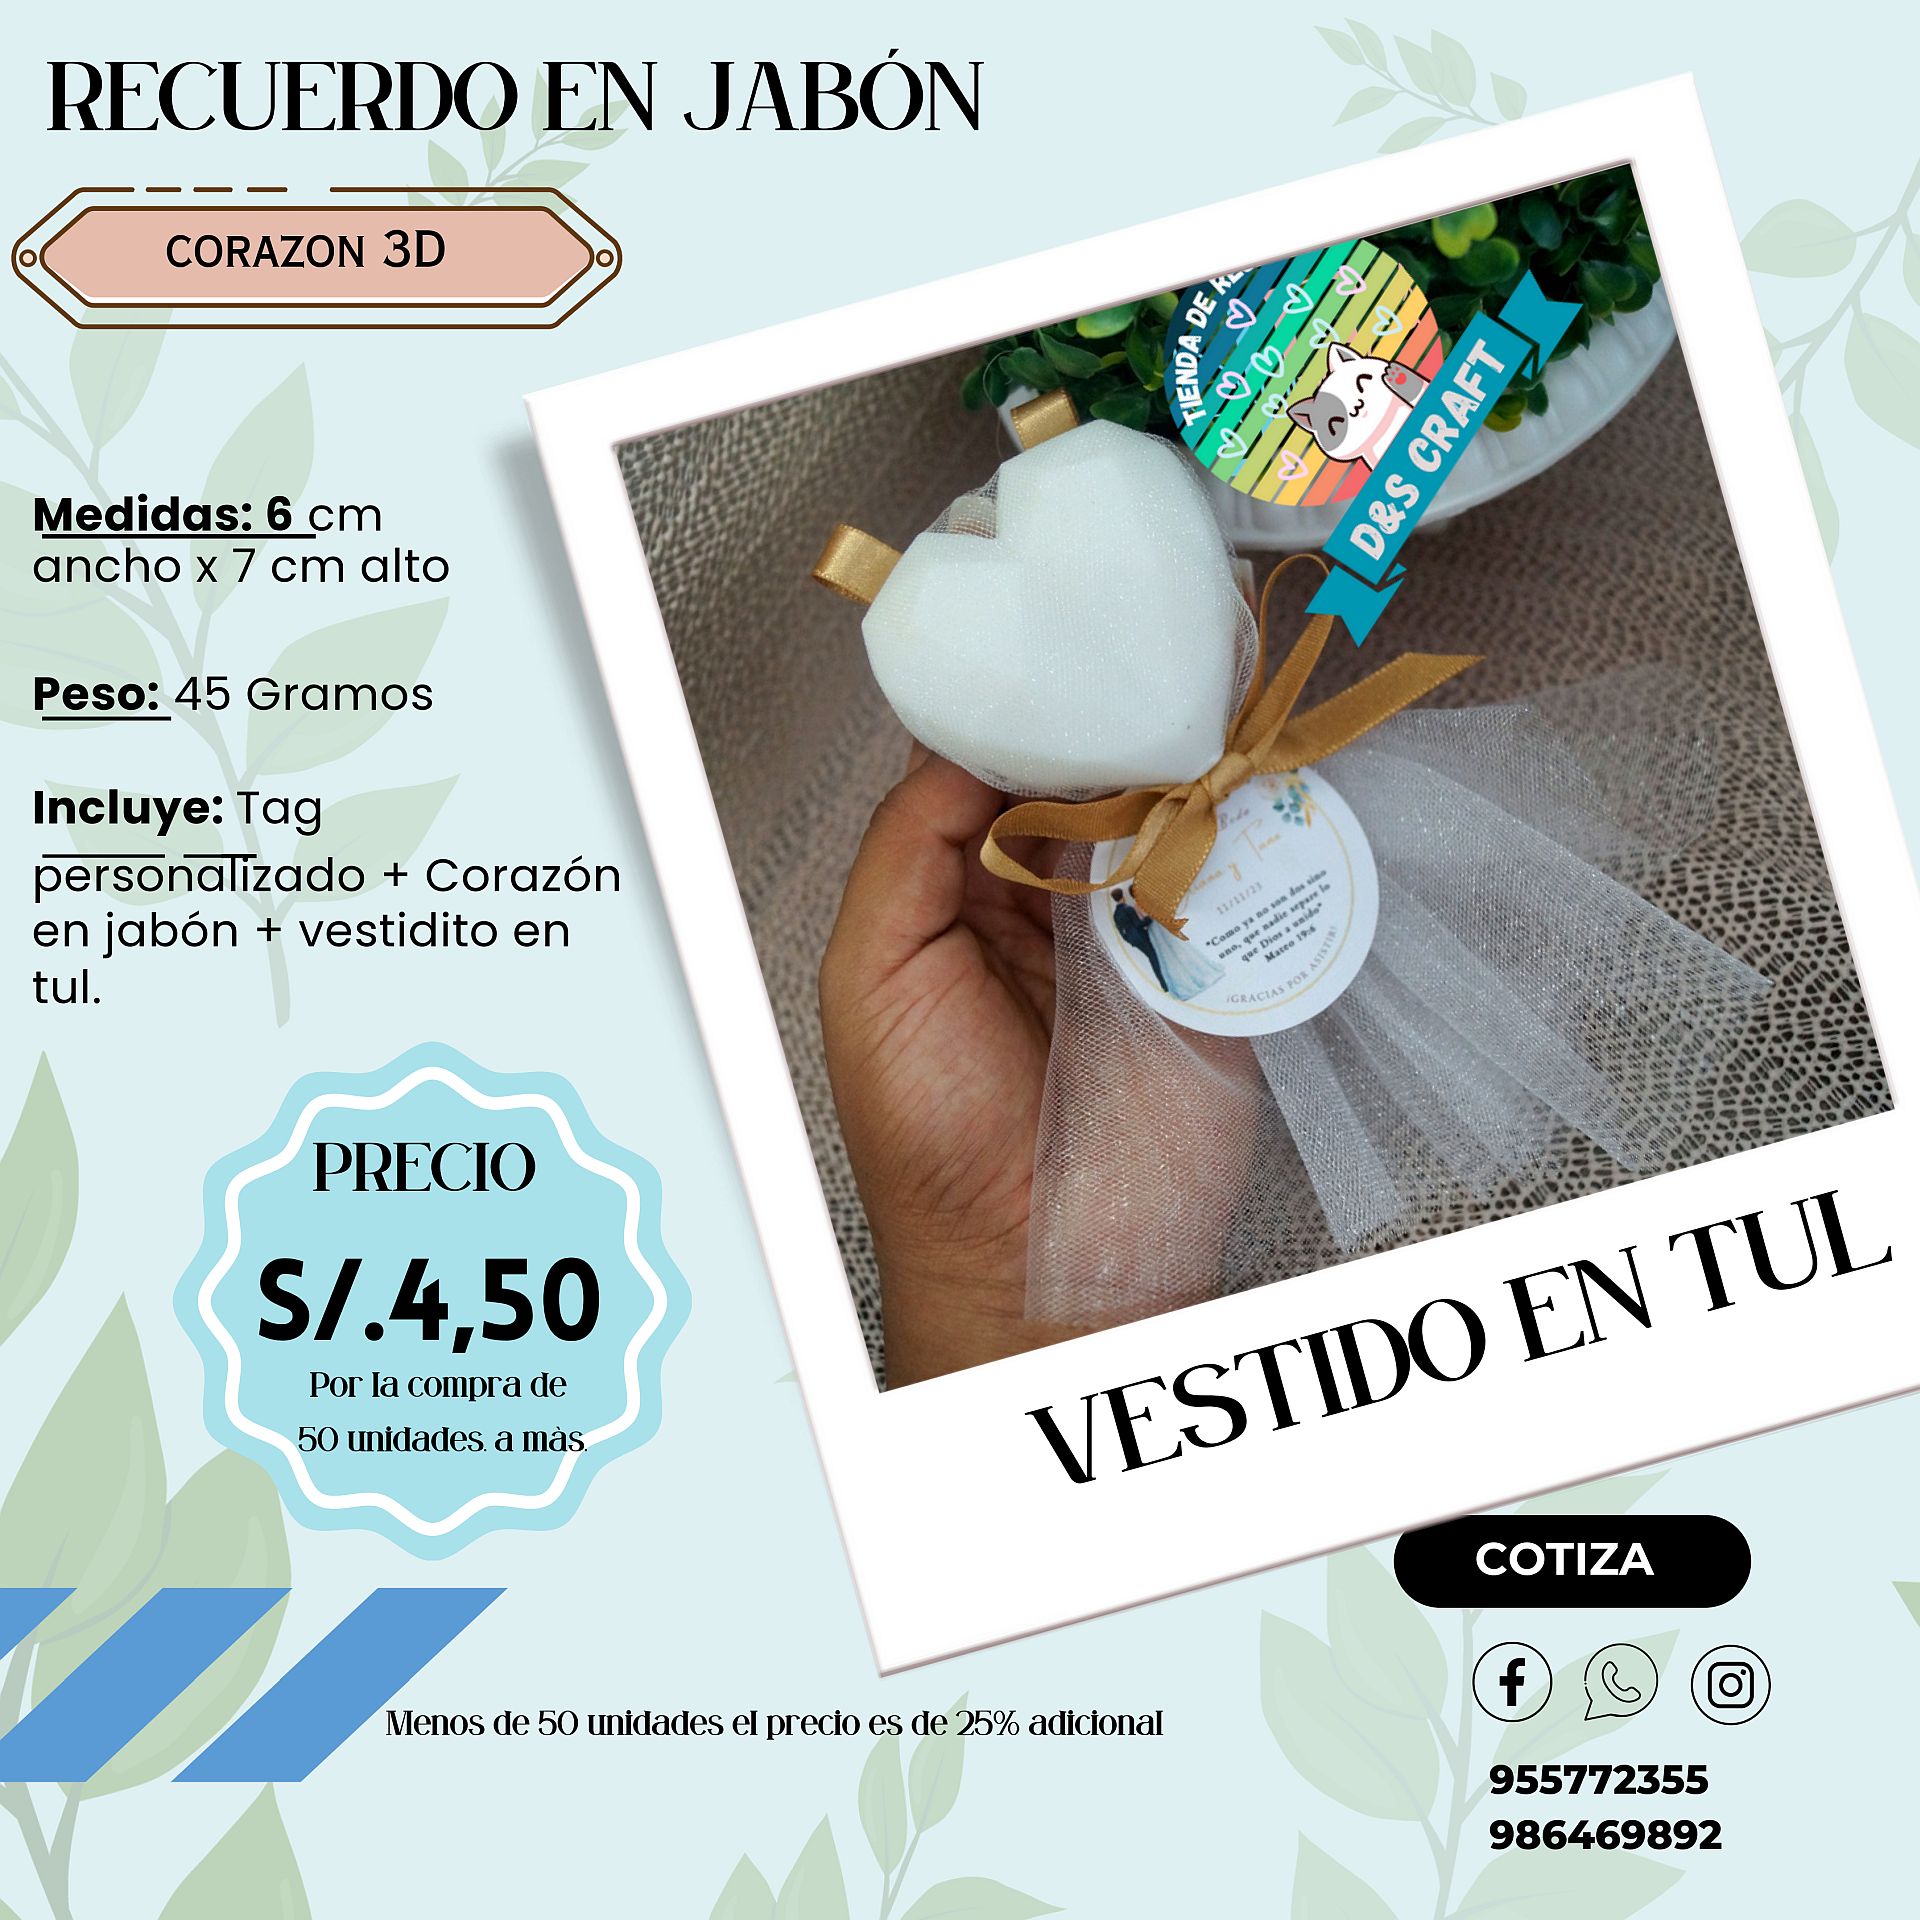 RECUERDO EN JABÓN
CORAZON 3D
Medidas: 6 cm
ancho x 7 cm alto
Peso: 45 Gramos
Incluye: Tag
personalizado + Corazón
en jabón + vestidito en
tul.
PRECIO
S/.4,50
Por la compra de
50 unidades. a màs.
TIENDA DE
D&S CRAFT
11/11/23
"Como ya no son dos sino
uno, que nadie separe lo
que Dios a unido"
Mateo 19:6
¡GRACIAS POR ASISTIR!
VESTIDO EN TUL
COTIZA
Menos de 50 unidades el precio es de 25% adicional
955772355
986469892